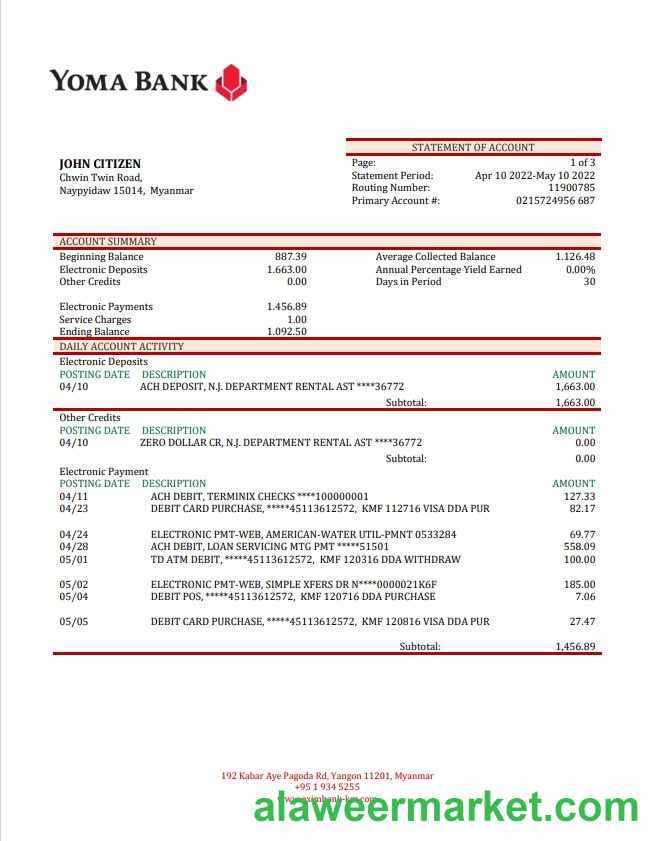 YOMA BANK
STATEMENT OF ACCOUNT
JOHN CITIZEN
Chwin Twin Road,
Naypyidaw 15014, Myanmar
Page: 1 of 3
Statement Period: Apr 10 2022-May 10 2022
Routing Number: 11900785
Primary Account #: 0215724956 687
ACCOUNT SUMMARY
Beginning Balance 887.39 Average Collected Balance 1.126.48
Electronic Deposits 1.663.00 Annual Percentage Yield Earned 0.00%
Other Credits 0.00 Days in Period 30
Electronic Payments 1.456.89
Service Charges 1.00
Ending Balance 1.092.50
DAILY ACCOUNT ACTIVITY
Electronic Deposits
POSTING DATE DESCRIPTION AMOUNT
04/10 ACH DEPOSIT, N.J. DEPARTMENT RENTAL AST ****36772 1,663.00
Subtotal: 1,663.00
Other Credits
POSTING DATE DESCRIPTION AMOUNT
04/10 ZERO DOLLAR CR, N.J. DEPARTMENT RENTAL AST ****36772 0.00
Subtotal: 0.00
Electronic Payment
POSTING DATE DESCRIPTION AMOUNT
04/11 ACH DEBIT, TERMINIX CHECKS ****100000001 127.33
04/23 DEBIT CARD PURCHASE, *****45113612572, KMF 112716 VISA DDA PUR 82.17
04/24 ELECTRONIC PMT-WEB, AMERICAN-WATER UTIL-PMNT 0533284 69.77
04/28 ACH DEBIT, LOAN SERVICING MTG PMT *****51501 558.09
05/01 TD ATM DEBIT, *****45113612572, KMF 120316 DDA WITHDRAW 100.00
05/02 ELECTRONIC PMT-WEB, SIMPLE XFERS DR N****0000021K6F 185.00
05/04 DEBIT POS, *****45113612572, KMF 120716 DDA PURCHASE 7.06
05/05 DEBIT CARD PURCHASE, *****45113612572, KMF 120816 VISA DDA PUR 27.47
Subtotal: 1,456.89
192 Kabar Aye Pagoda Rd, Yangon 11201, Myanmar
+95 1 934 5255
alaweermarket.com